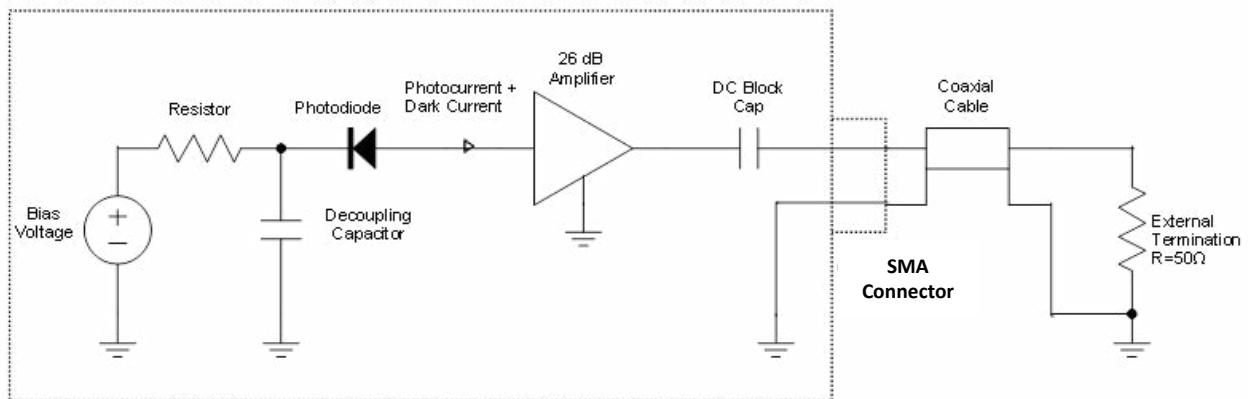 26 dB
Amplifier
Photocurrent +
Dark Current
DC Block
Cap
Coaxial
Cable
Resistor
Photodiode
Bias
Voltage
+
−
Decoupling
Capacitor
External
Termination
R=50Ω
SMA
Connector